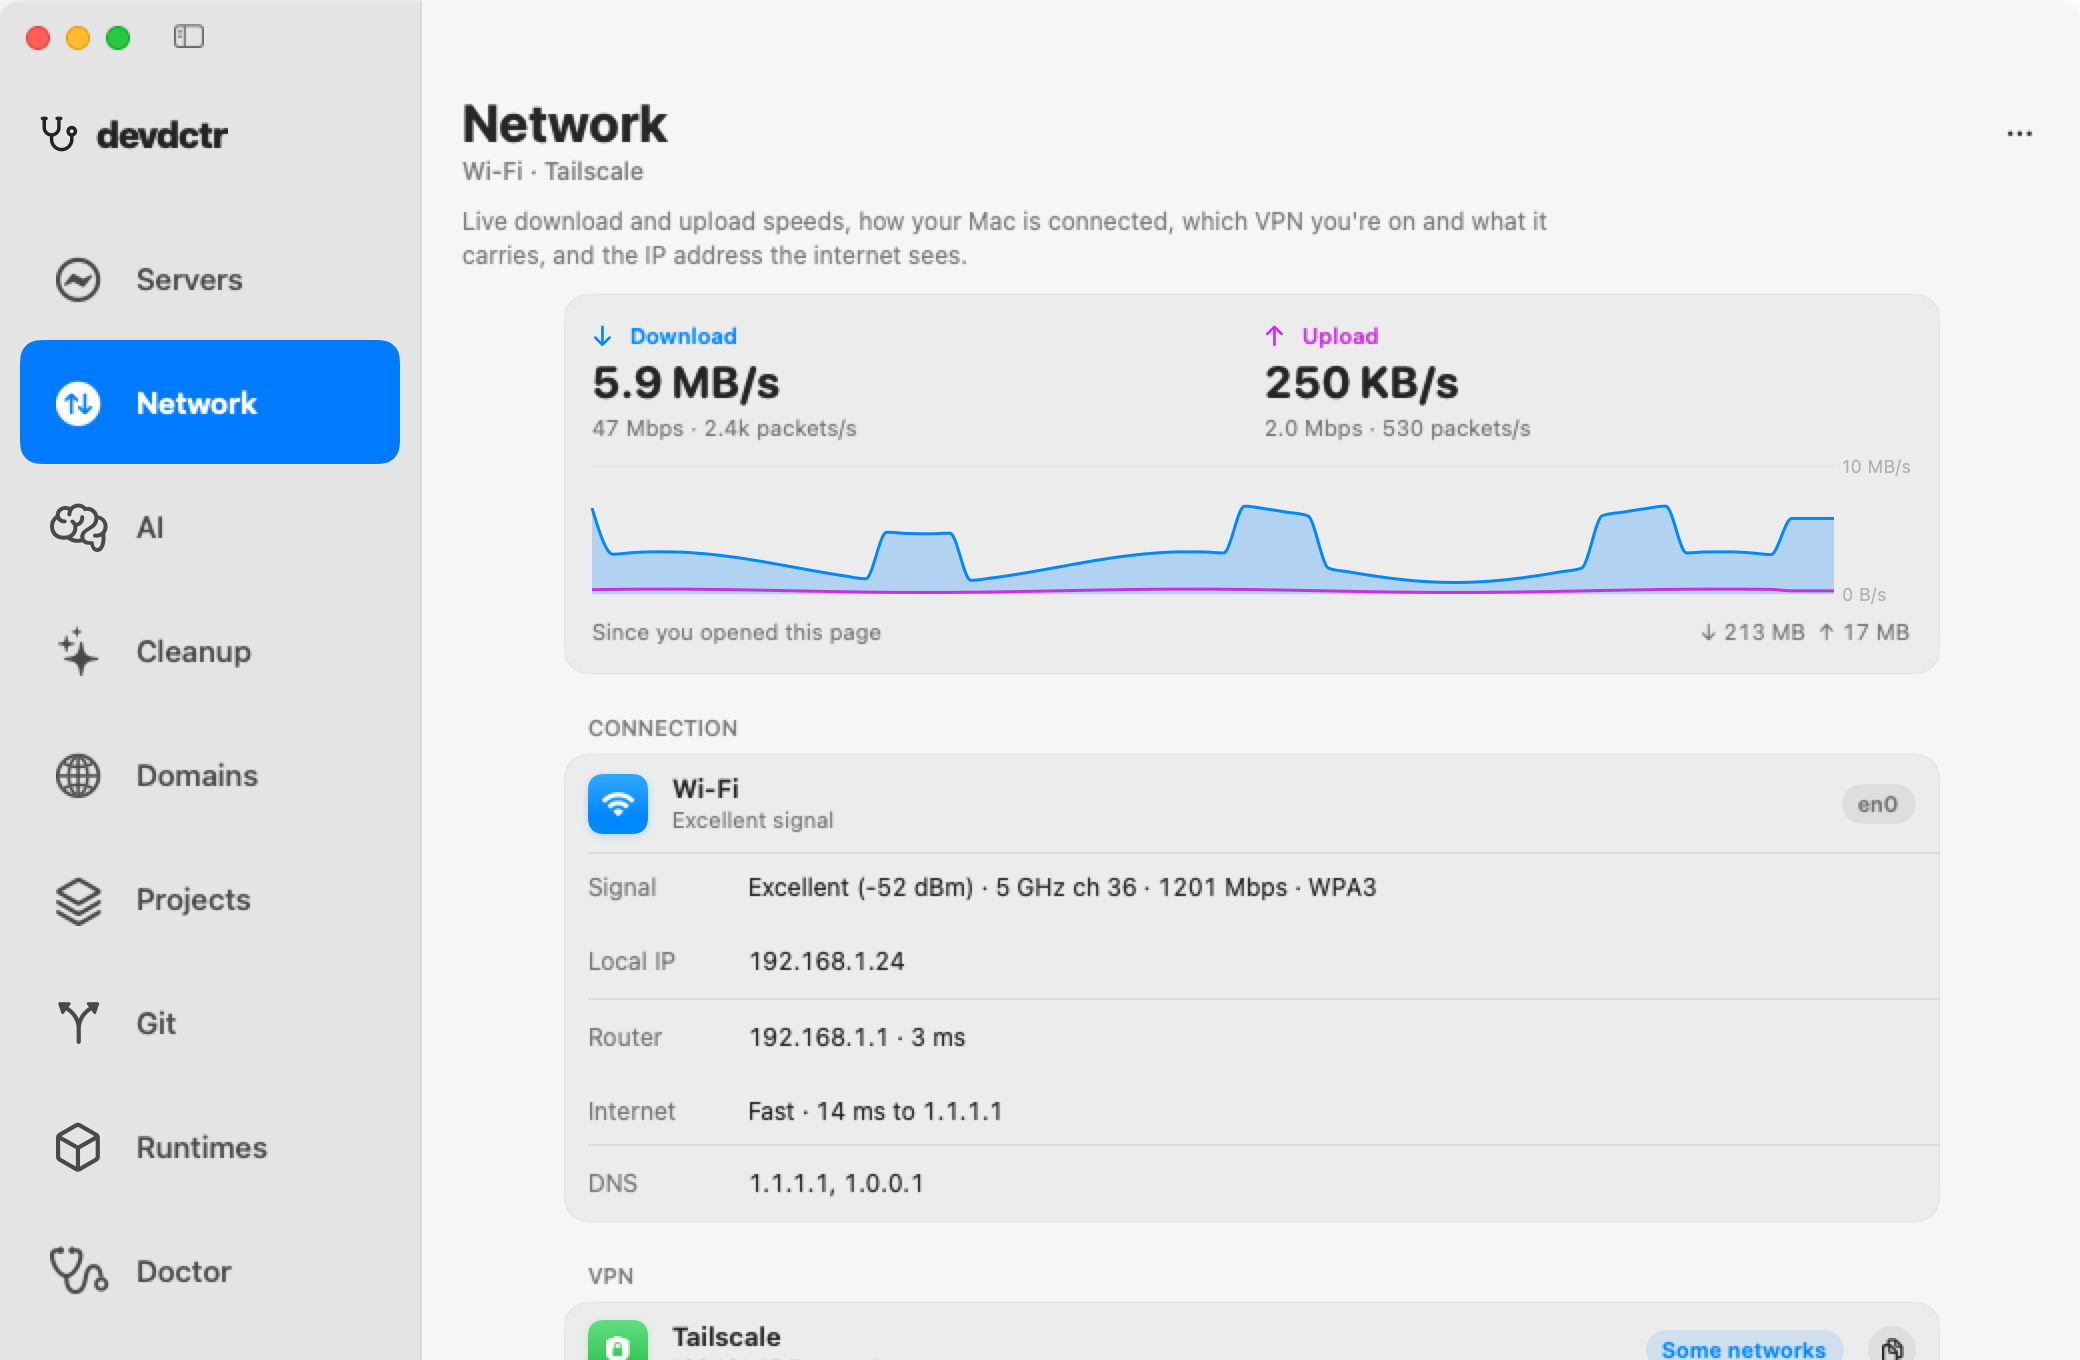 devdctr
Servers
Network
AI
Cleanup
Domains
Projects
Git
Runtimes
Doctor
Network
Wi-Fi · Tailscale
Live download and upload speeds, how your Mac is connected, which VPN you're on and what it
carries, and the IP address the internet sees.
↓ Download
5.9 MB/s
47 Mbps · 2.4k packets/s
↑ Upload
250 KB/s
2.0 Mbps · 530 packets/s
10 MB/s
0 B/s
Since you opened this page
↓ 213 MB ↑ 17 MB
CONNECTION
Wi-Fi
Excellent signal
en0
Signal Excellent (-52 dBm) · 5 GHz ch 36 · 1201 Mbps · WPA3
Local IP 192.168.1.24
Router 192.168.1.1 · 3 ms
Internet Fast · 14 ms to 1.1.1.1
DNS 1.1.1.1, 1.0.0.1
VPN
Tailscale
Some networks